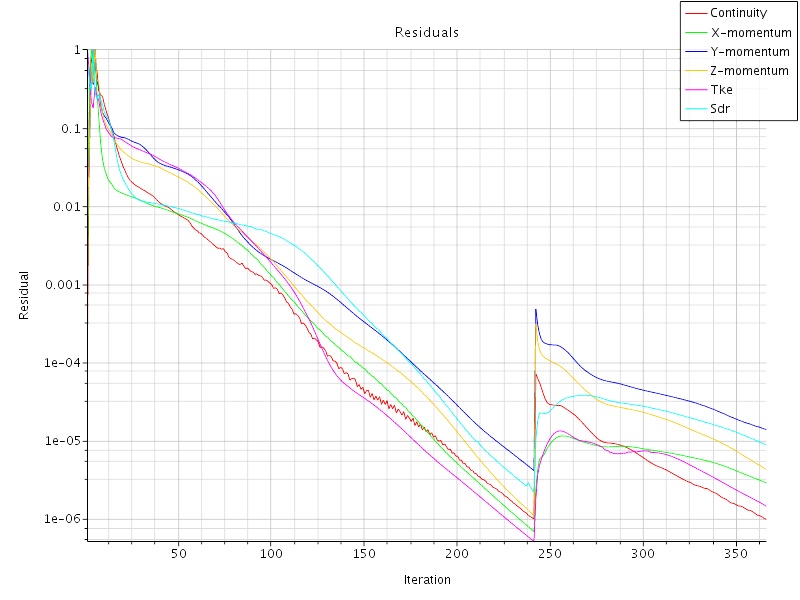 Residuals
Continuity
X-momentum
Y-momentum
Z-momentum
Tke
Sdr
1
0.1
0.01
0.001
1e-04
1e-05
1e-06
Residual
50 100 150 200 250 300 350
Iteration